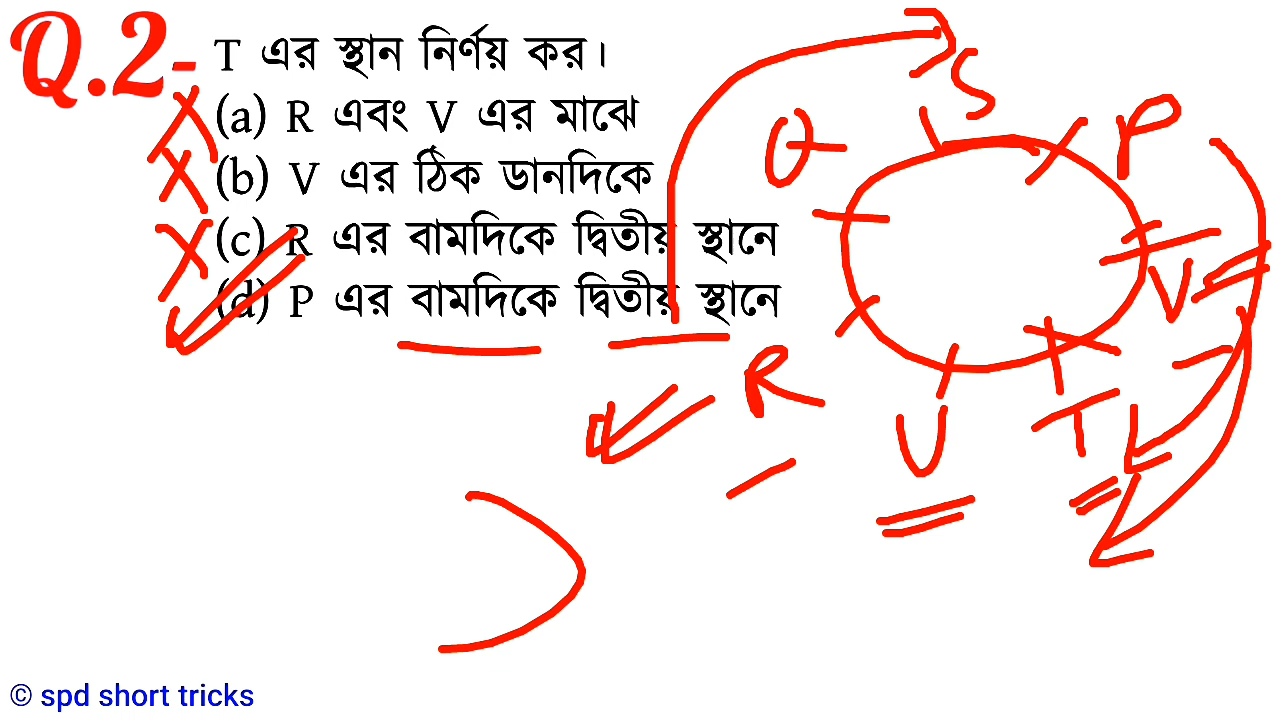 Q.2- T এর স্থান নির্ণয় কর।
(a) R এবং V এর মাঝে
(b) V এর ঠিক ডানদিকে
(c) R এর বামদিকে দ্বিতীয় স্থানে
(d) P এর বামদিকে দ্বিতীয় স্থানে
S
P
Q
V
R
U
T
© spd short tricks